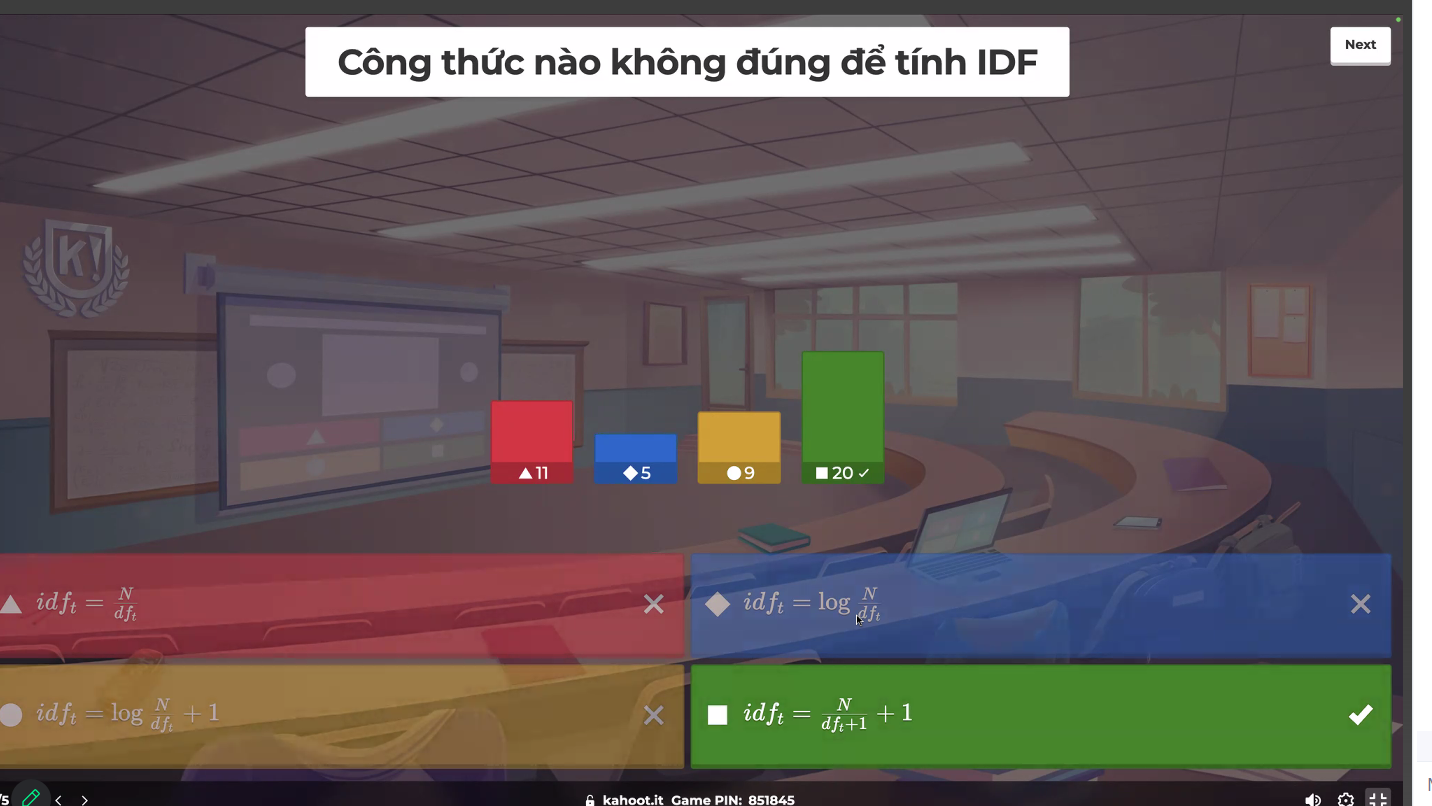 Công thức nào không đúng để tính IDF
Next
K!
▲ 11
◆ 5
● 9
■ 20 ✓
idf_t = \frac{N}{df_t}
idf_t = \log \frac{N}{df_t}
idf_t = \log \frac{N}{df_t} + 1
idf_t = \frac{N}{df_t+1} + 1
/5
kahoot.it Game PIN: 851845